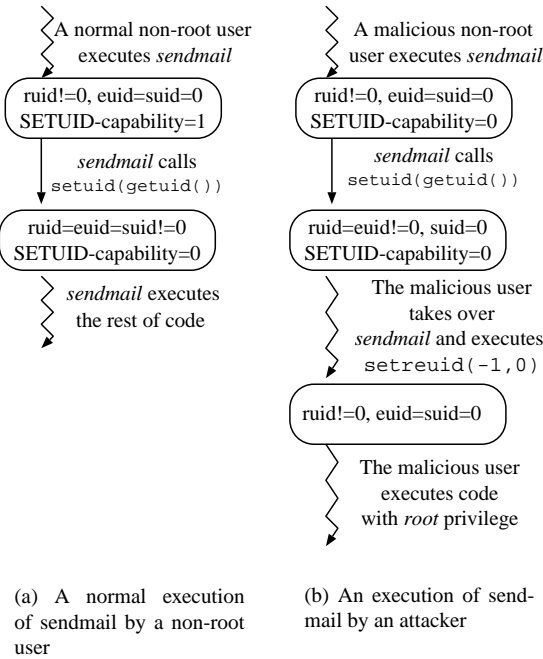 A normal non-root user
executes sendmail
ruid!=0, euid=suid=0
SETUID-capability=1
sendmail calls
setuid(getuid())
ruid=euid=suid!=0
SETUID-capability=0
sendmail executes
the rest of code
(a) A normal execution
of sendmail by a non-root
user
A malicious non-root
user executes sendmail
ruid!=0, euid=suid=0
SETUID-capability=0
sendmail calls
setuid(getuid())
ruid=euid!=0, suid=0
SETUID-capability=0
The malicious user
takes over
sendmail and executes
setreuid(-1,0)
ruid!=0, euid=suid=0
The malicious user
executes code
with root privilege
(b) An execution of send-
mail by an attacker